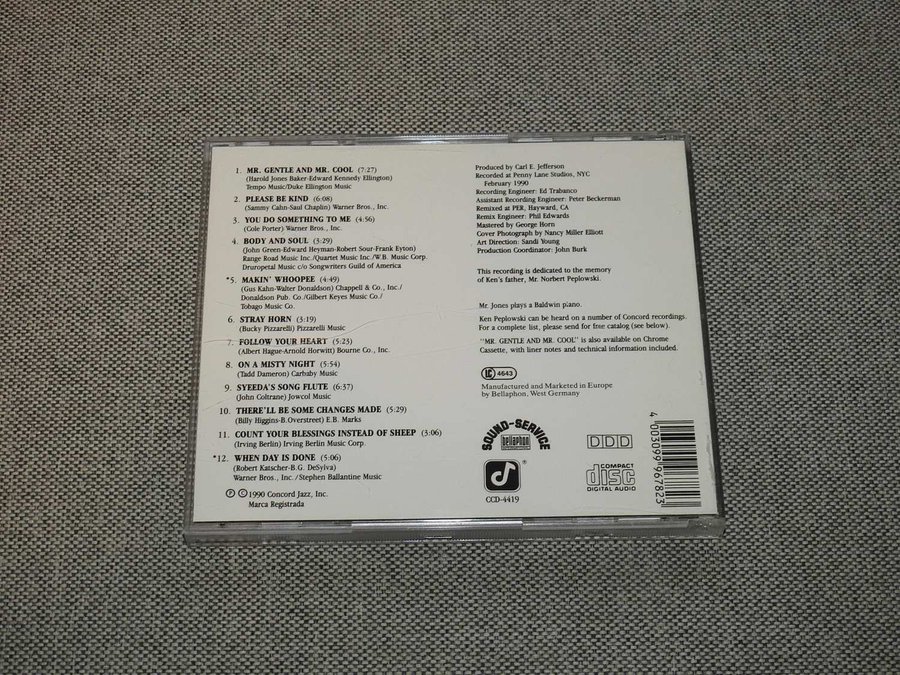 1. MR. GENTLE AND MR. COOL (7:27)
(Harold Jones Baker-Edward Kennedy Ellington)
Tempo Music/Duke Ellington Music
2. PLEASE BE KIND (6:08)
(Sammy Cahn-Saul Chaplin) Warner Bros., Inc.
3. YOU DO SOMETHING TO ME (4:56)
(Cole Porter) Warner Bros., Inc.
4. BODY AND SOUL (3:29)
(John Green-Edward Heyman-Robert Sour-Frank Eyton)
Range Road Music Inc./Quartet Music Inc./W.B. Music Corp.
Druropetal Music c/o Songwriters Guild of America
*5. MAKIN' WHOOPEE (4:49)
(Gus Kahn-Walter Donaldson) Chappell & Co., Inc./
Donaldson Pub. Co./Gilbert Keyes Music Co./
Tobago Music Co.
6. STRAY HORN (3:19)
(Bucky Pizzarelli) Pizzarelli Music
7. FOLLOW YOUR HEART (5:23)
(Albert Hague-Arnold Horwitt) Bourne Co., Inc.
8. ON A MISTY NIGHT (5:54)
(Tadd Dameron) Carbaby Music
9. SYEEDA'S SONG FLUTE (6:37)
(John Coltrane) Jowcol Music
10. THERE'LL BE SOME CHANGES MADE (5:29)
(Billy Higgins-B.Overstreet) E.B. Marks
11. COUNT YOUR BLESSINGS INSTEAD OF SHEEP (3:06)
(Irving Berlin) Irving Berlin Music Corp.
*12. WHEN DAY IS DONE (5:06)
(Robert Katscher-B.G. DeSylva)
Warner Bros., Inc./Stephen Ballantine Music
Ⓟ ©1990 Concord Jazz, Inc.
Marca Registrada
Produced by Carl E. Jefferson
Recorded at Penny Lane Studios, NYC
February 1990
Recording Engineer: Ed Trabanco
Assistant Recording Engineer: Peter Beckerman
Remixed at PER, Hayward, CA
Remix Engineer: Phil Edwards
Mastered by George Horn
Cover Photograph by Nancy Miller Elliott
Art Direction: Sandi Young
Production Coordinator: John Burk
This recording is dedicated to the memory
of Ken's father, Mr. Norbert Peplowski.
Mr. Jones plays a Baldwin piano.
Ken Peplowski can be heard on a number of Concord recordings.
For a complete list, please send for free catalog (see below).
"MR. GENTLE AND MR. COOL" is also available on Chrome
Cassette, with liner notes and technical information included.
LC 4643
Manufactured and Marketed in Europe
by Bellaphon, West Germany
SOUND-SERVICE
bellaphon
CCD-4419
DDD
COMPACT
disc
DIGITAL AUDIO
4 003099 967823